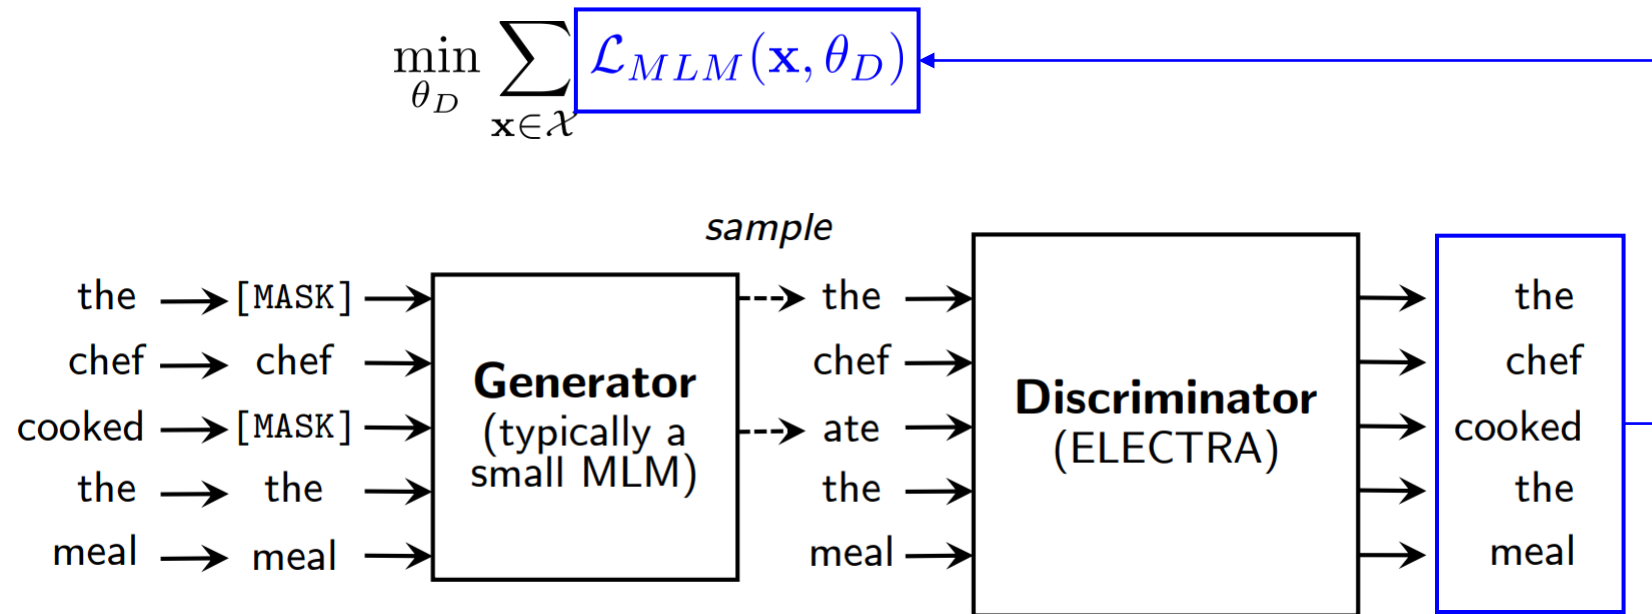 min θ_D ∑ x∈𝒳 ℒ_MLM(x, θ_D)
sample
the [MASK] the the
chef chef chef chef
cooked [MASK] ate cooked
the the the the
meal meal meal meal
Generator
(typically a
small MLM)
Discriminator
(ELECTRA)